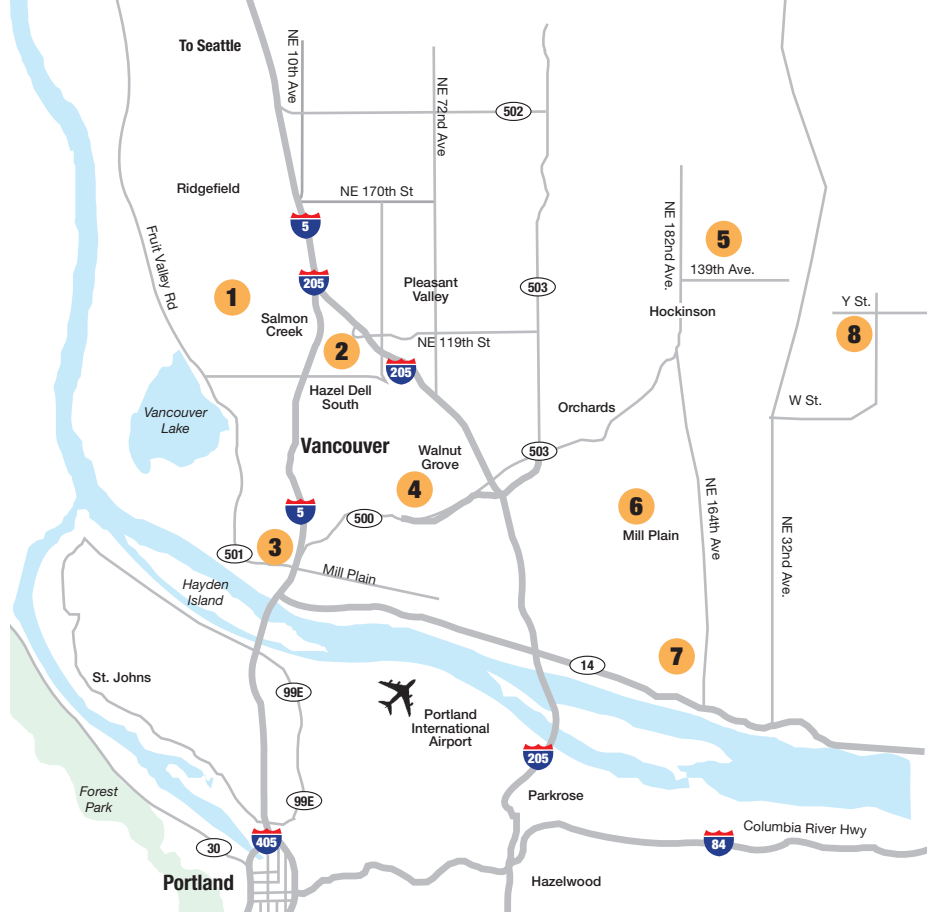 To Seattle
NE 10th Ave
NE 72nd Ave
502
Ridgefield
NE 170th St
NE 182nd Ave.
5
5
139th Ave.
Fruit Valley Rd
205
Pleasant
Valley
503
1
Salmon
Creek
Hockinson
Y St.
8
2
NE 119th St
205
Hazel Dell
South
W St.
Vancouver
Lake
Orchards
Vancouver
Walnut
Grove
503
4
NE 164th Ave
5
500
6
Mill Plain
NE 32nd Ave.
501
3
Mill Plain
Hayden
Island
7
14
St. Johns
99E
Portland
International
Airport
205
Parkrose
Forest
Park
99E
Columbia River Hwy
30
405
84
Portland
Hazelwood